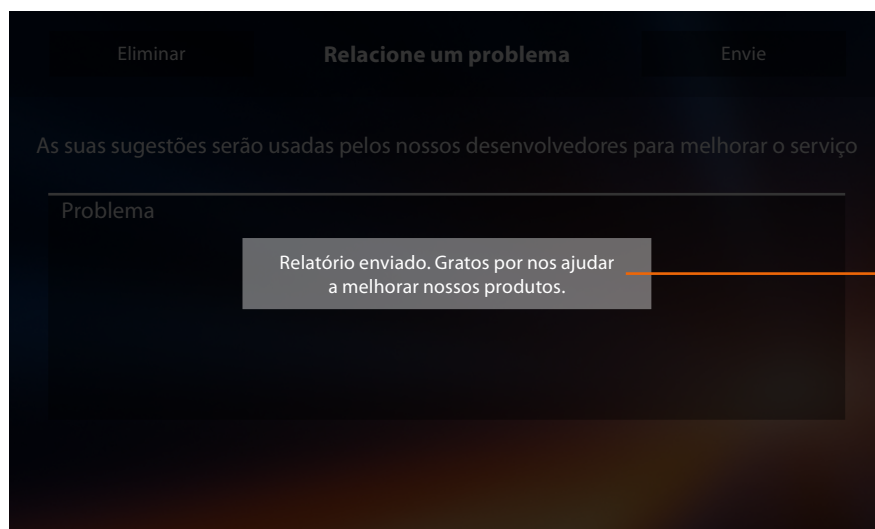 Eliminar
Relacione um problema
Envie
As suas sugestões serão usadas pelos nossos desenvolvedores para melhorar o serviço
Problema
Relatório enviado. Gratos por nos ajudar
a melhorar nossos produtos.